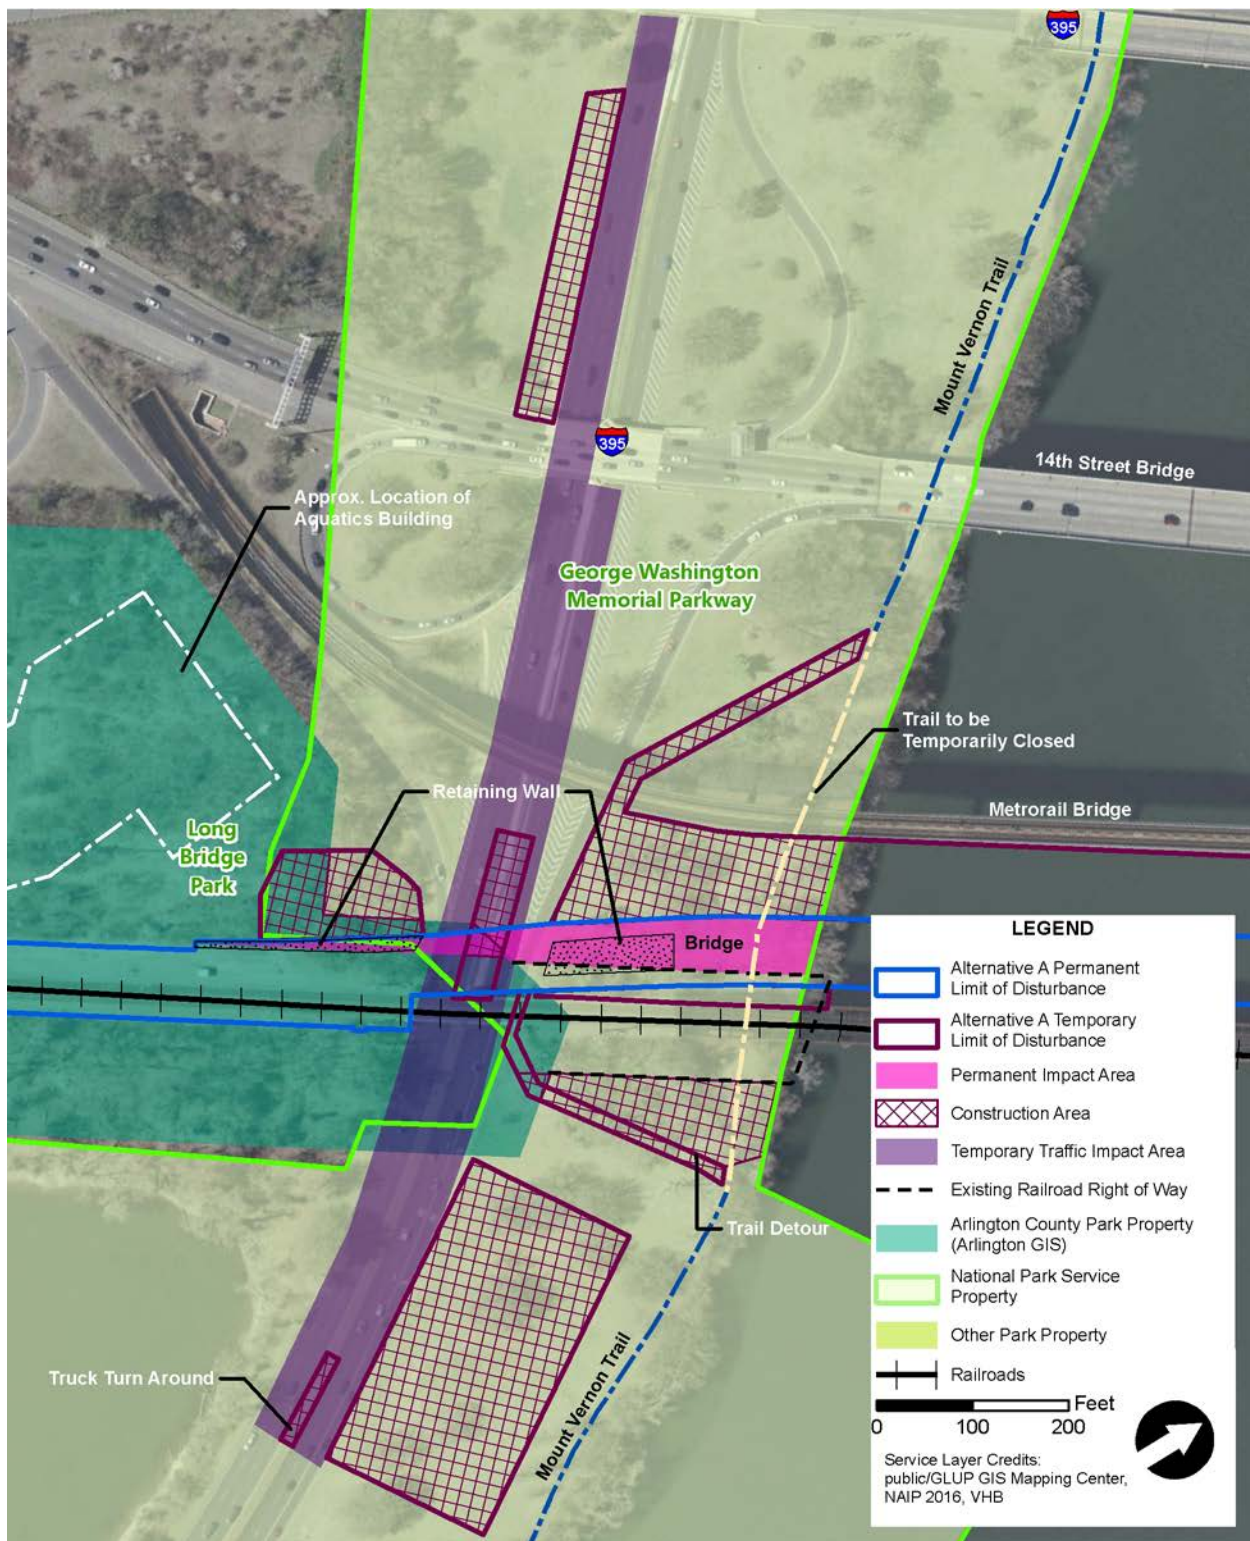 395
Mount Vernon Trail
14th Street Bridge
395
Approx. Location of
Aquatics Building
George Washington
Memorial Parkway
Trail to be
Temporarily Closed
Retaining Wall
Metrorail Bridge
Long
Bridge
Park
Bridge
Trail Detour
Truck Turn Around
Mount Vernon Trail
LEGEND
Alternative A Permanent
Limit of Disturbance
Alternative A Temporary
Limit of Disturbance
Permanent Impact Area
Construction Area
Temporary Traffic Impact Area
Existing Railroad Right of Way
Arlington County Park Property
(Arlington GIS)
National Park Service
Property
Other Park Property
Railroads
Feet
0 100 200
Service Layer Credits:
public/GLUP GIS Mapping Center,
NAIP 2016, VHB